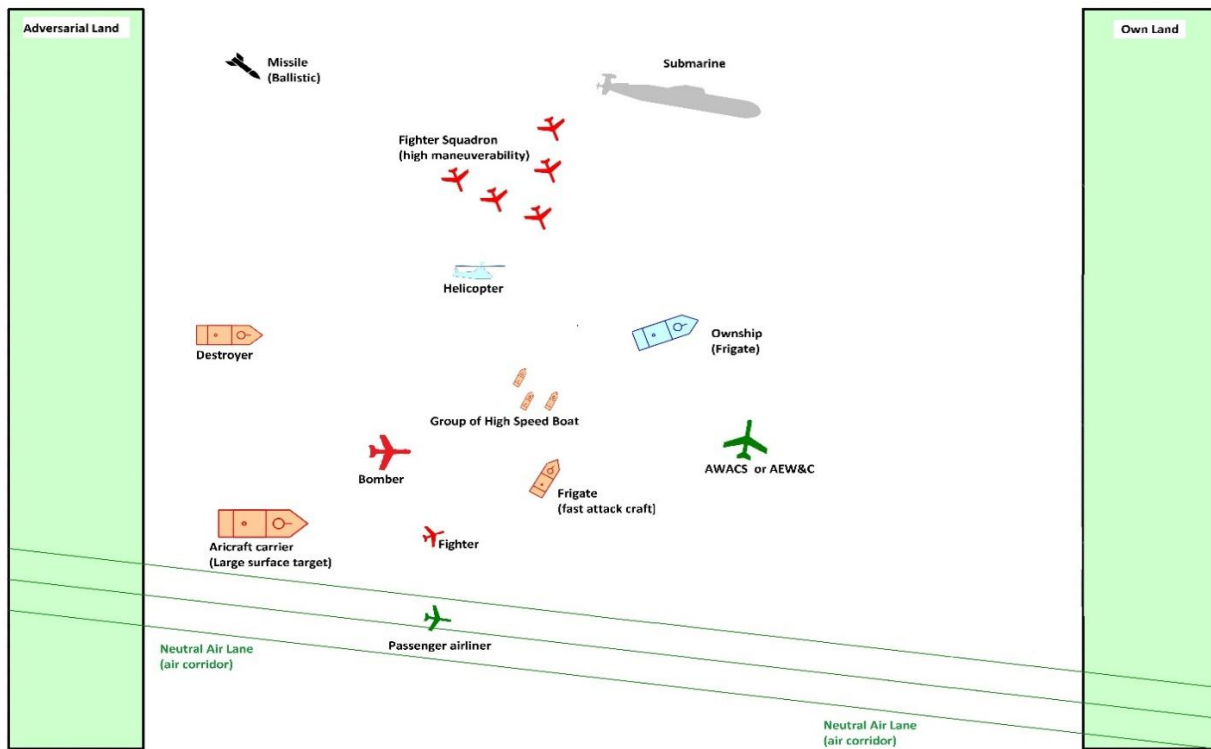 Adversarial Land
Own Land
Missile
(Ballistic)
Submarine
Fighter Squadron
(high maneuverability)
Helicopter
Destroyer
Ownship
(Frigate)
Group of High Speed Boat
Bomber
AWACS or AEW&C
Frigate
(fast attack craft)
Aricraft carrier
(Large surface target)
Fighter
Passenger airliner
Neutral Air Lane
(air corridor)
Neutral Air Lane
(air corridor)